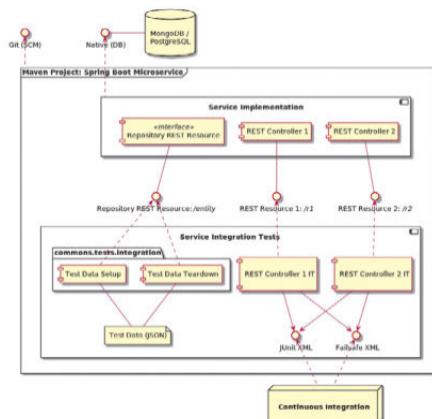 MongoDB /
PostgreSQL
Git (SCM)
Native (DB)
Maven Project: Spring Boot Microservice
Service Implementation
«interface»
Repository REST Resource
REST Controller 1
REST Controller 2
Repository REST Resource: /entity
REST Resource 1: /r1
REST Resource 2: /r2
Service Integration Tests
commons.tests.integration
Test Data Setup
Test Data Teardown
REST Controller 1 IT
REST Controller 2 IT
Test Data (JSON)
JUnit XML
Failsafe XML
Continuous Integration